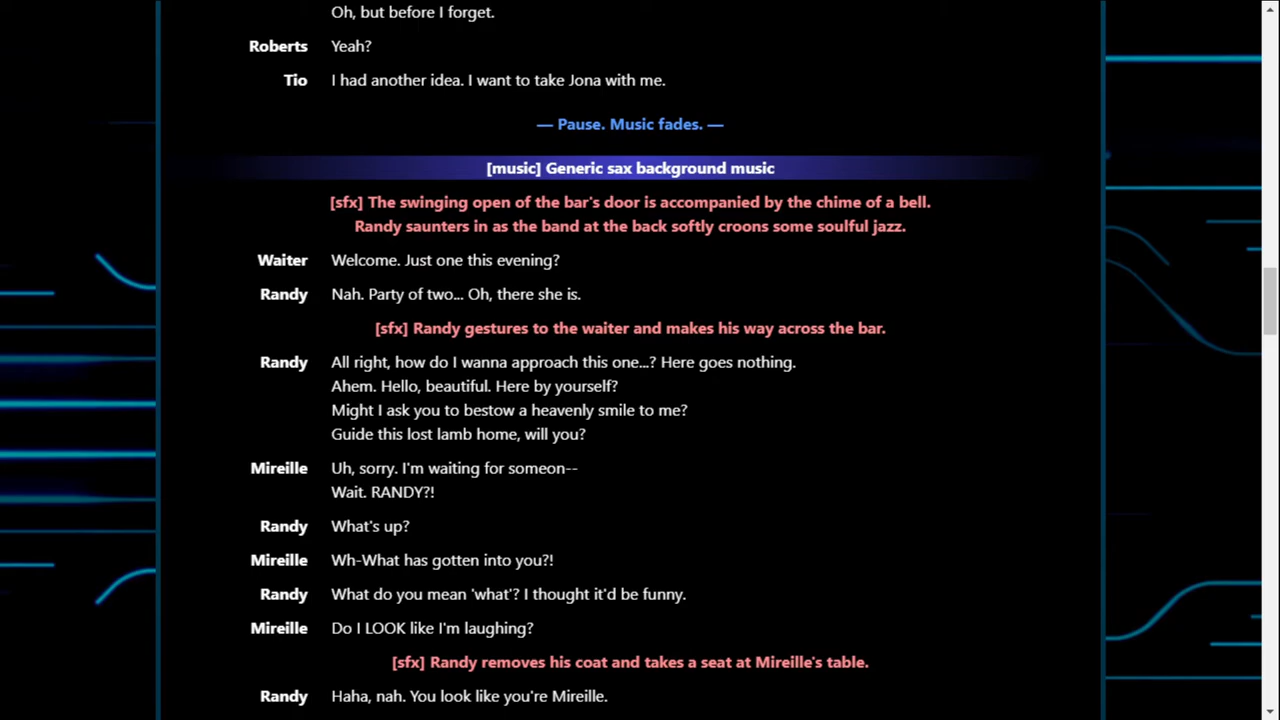 Oh, but before I forget.
Roberts Yeah?
Tio I had another idea. I want to take Jona with me.
— Pause. Music fades. —
[music] Generic sax background music
[sfx] The swinging open of the bar's door is accompanied by the chime of a bell.
Randy saunters in as the band at the back softly croons some soulful jazz.
Waiter Welcome. Just one this evening?
Randy Nah. Party of two... Oh, there she is.
[sfx] Randy gestures to the waiter and makes his way across the bar.
Randy All right, how do I wanna approach this one...? Here goes nothing.
Ahem. Hello, beautiful. Here by yourself?
Might I ask you to bestow a heavenly smile to me?
Guide this lost lamb home, will you?
Mireille Uh, sorry. I'm waiting for someon--
Wait. RANDY?!
Randy What's up?
Mireille Wh-What has gotten into you?!
Randy What do you mean 'what'? I thought it'd be funny.
Mireille Do I LOOK like I'm laughing?
[sfx] Randy removes his coat and takes a seat at Mireille's table.
Randy Haha, nah. You look like you're Mireille.